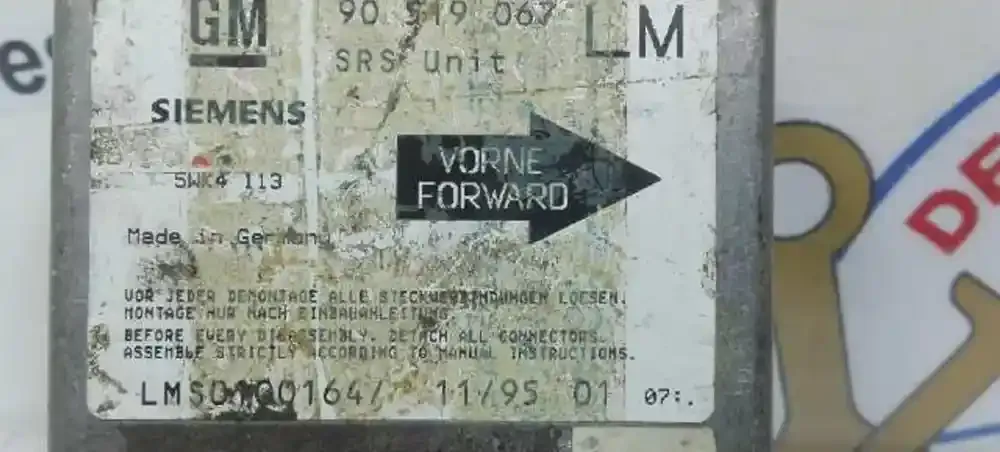 GM
90 519 067
LM
SRS Unit
SIEMENS
VORNE
FORWARD
5WK4 113
Made in Germany
VOR JEDER DEMONTAGE ALLE STECKVERBINDUNGEN LOESEN.
MONTAGE NUR NACH EINBAUANLEITUNG.
BEFORE EVERY DISASSEMBLY. DETACH ALL CONNECTORS.
ASSEMBLE STRICTLY ACCORDING TO MANUAL INSTRUCTIONS.
11/95 01
DE